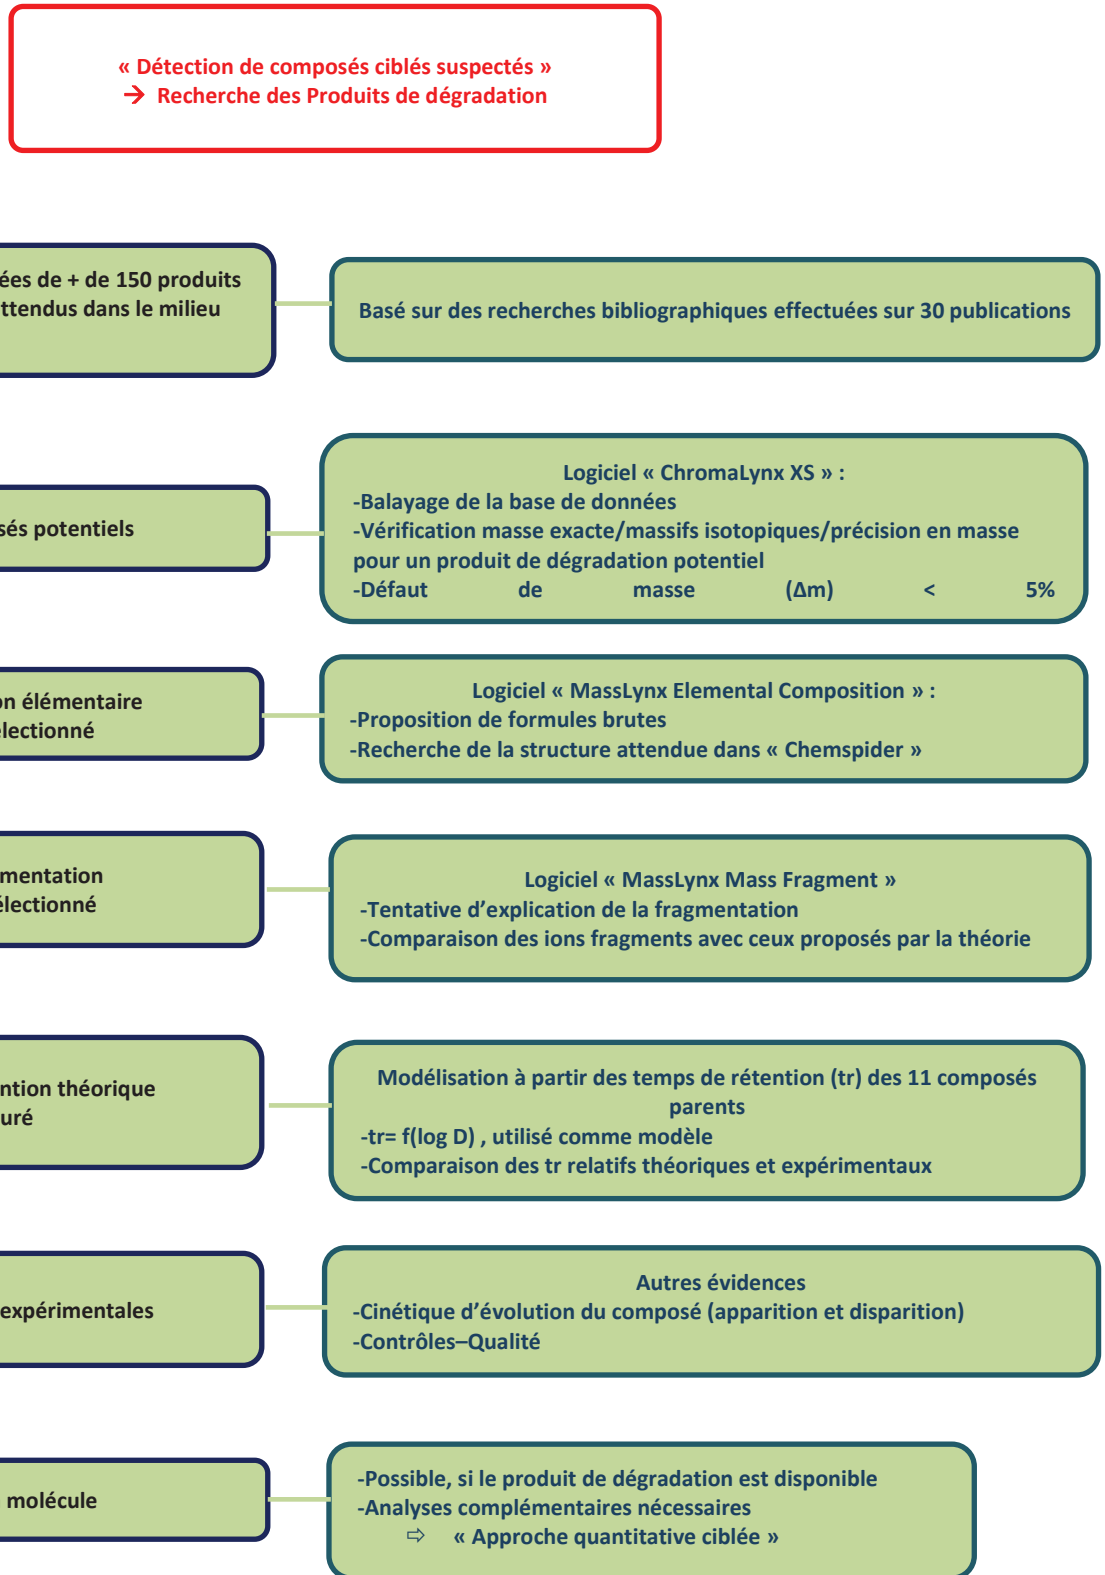 « Détection de composés ciblés suspectés »
→ Recherche des Produits de dégradation
ées de + de 150 produits
ttendus dans le milieu
Basé sur des recherches bibliographiques effectuées sur 30 publications
sés potentiels
Logiciel « ChromaLynx XS » :
-Balayage de la base de données
-Vérification masse exacte/massifs isotopiques/précision en masse
pour un produit de dégradation potentiel
-Défaut de masse (Δm) < 5%
on élémentaire
électionné
Logiciel « MassLynx Elemental Composition » :
-Proposition de formules brutes
-Recherche de la structure attendue dans « Chemspider »
mentation
électionné
Logiciel « MassLynx Mass Fragment »
-Tentative d'explication de la fragmentation
-Comparaison des ions fragments avec ceux proposés par la théorie
ntion théorique
uré
Modélisation à partir des temps de rétention (tr) des 11 composés
parents
-tr= f(log D) , utilisé comme modèle
-Comparaison des tr relatifs théoriques et expérimentaux
expérimentales
Autres évidences
-Cinétique d'évolution du composé (apparition et disparition)
-Contrôles–Qualité
molécule
-Possible, si le produit de dégradation est disponible
-Analyses complémentaires nécessaires
⇨ « Approche quantitative ciblée »